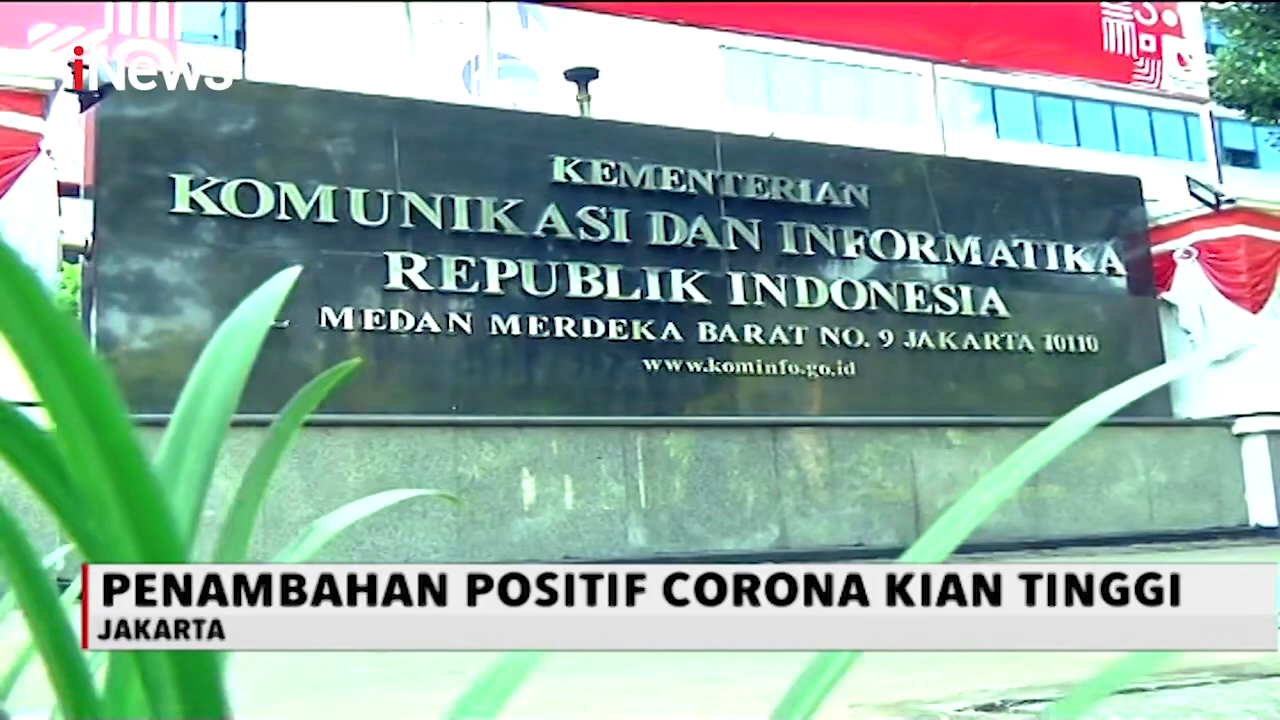 iNews
KEMENTERIAN
KOMUNIKASI DAN INFORMATIKA
REPUBLIK INDONESIA
MEDAN MERDEKA BARAT NO. 9 JAKARTA 10110
www.kominfo.go.id
PENAMBAHAN POSITIF CORONA KIAN TINGGI
JAKARTA